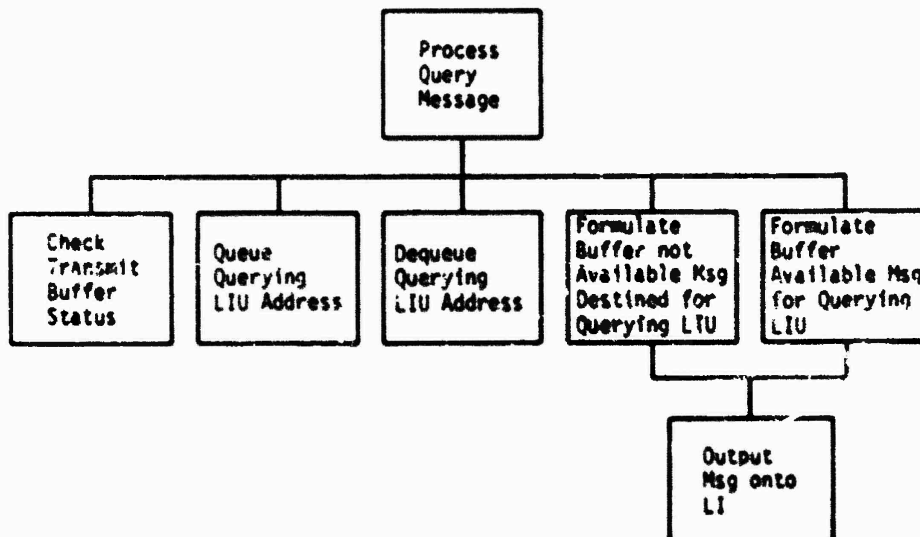 Process
Query
Message
Check
Transmit
Buffer
Status
Queue
Querying
LIU Address
Dequeue
Querying
LIU Address
Formulate
Buffer not
Available Msg
Destined for
Querying LIU
Formulate
Buffer
Available Msg
for Querying
LIU
Output
Msg onto
LI